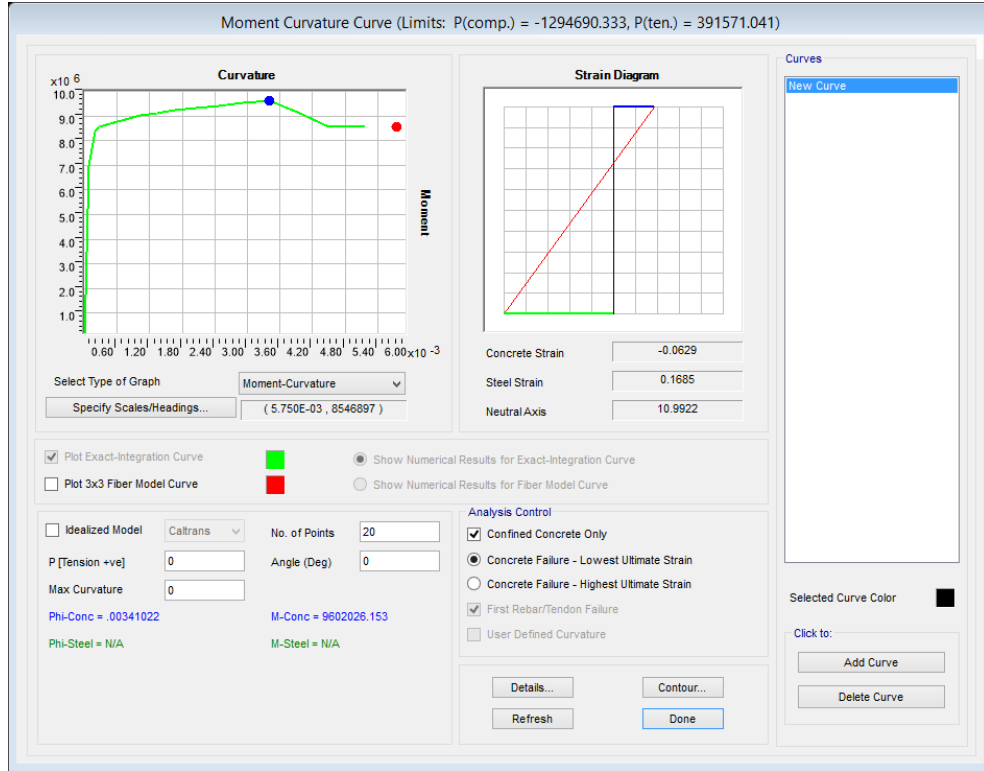 Moment Curvature Curve (Limits: P(comp.) = -1294690.333, P(ten.) = 391571.041)
Curvature
x10 6
10.0
9.0
8.0
7.0
6.0
5.0
4.0
3.0
2.0
1.0
Moment
0.60 1.20 1.80 2.40 3.00 3.60 4.20 4.80 5.40 6.00 x10 -3
Select Type of Graph
Moment-Curvature
Specify Scales/Headings...
( 5.750E-03 , 8546897 )
Strain Diagram
Concrete Strain -0.0629
Steel Strain 0.1685
Neutral Axis 10.9922
Curves
New Curve
Plot Exact-Integration Curve
Show Numerical Results for Exact-Integration Curve
Plot 3x3 Fiber Model Curve
Show Numerical Results for Fiber Model Curve
Idealized Model Caltrans No. of Points 20
P [Tension +ve] 0 Angle (Deg) 0
Max Curvature 0
Phi-Conc = .00341022 M-Conc = 9602026.153
Phi-Steel = N/A M-Steel = N/A
Analysis Control
Confined Concrete Only
Concrete Failure - Lowest Ultimate Strain
Concrete Failure - Highest Ultimate Strain
First Rebar/Tendon Failure
User Defined Curvature
Details... Contour...
Refresh Done
Selected Curve Color
Click to:
Add Curve
Delete Curve